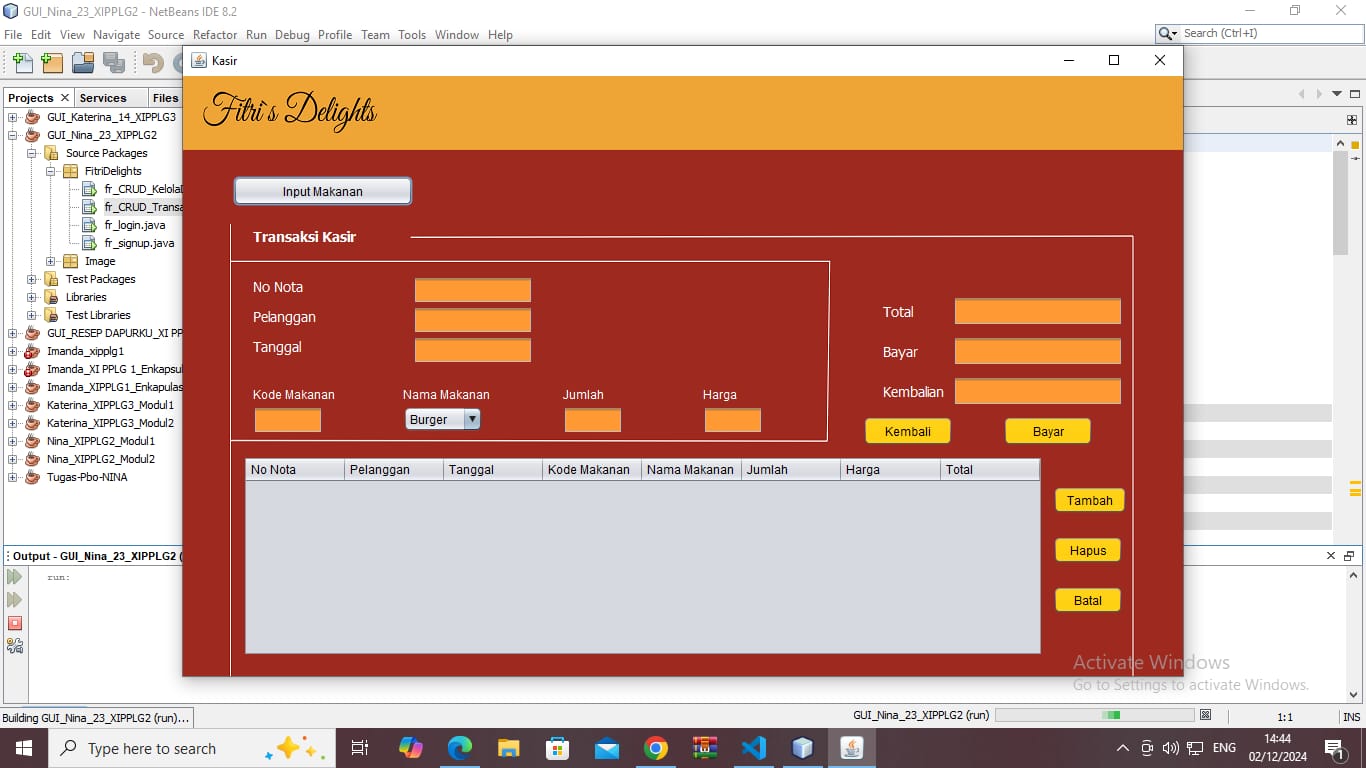 GUI_Nina_23_XIPPLG2 - NetBeans IDE 8.2
File Edit View Navigate Source Refactor Run Debug Profile Team Tools Window Help
Search (Ctrl+I)
Kasir
Projects Services Files
Fitri`s Delights
GUI_Katerina_14_XIPPLG3
GUI_Nina_23_XIPPLG2
Source Packages
FitriDelights
fr_CRUD_Kelola
fr_CRUD_Transa
fr_login.java
fr_signup.java
Image
Test Packages
Libraries
Test Libraries
GUI_RESEP DAPURKU_XI PP
Imanda_xipplg1
Imanda_XI PPLG 1_Enkapsul
Imanda_XIPPLG1_Enkapulas
Katerina_XIPPLG3_Modul1
Katerina_XIPPLG3_Modul2
Nina_XIPPLG2_Modul1
Nina_XIPPLG2_Modul2
Tugas-Pbo-NINA
Input Makanan
Transaksi Kasir
No Nota
Pelanggan
Tanggal
Kode Makanan Nama Makanan Jumlah Harga
Burger
Total
Bayar
Kembalian
Kembali Bayar
No Nota Pelanggan Tanggal Kode Makanan Nama Makanan Jumlah Harga Total
Tambah
Hapus
Batal
Output - GUI_Nina_23_XIPPLG2 (
run:
Activate Windows
Go to Settings to activate Windows.
Building GUI_Nina_23_XIPPLG2 (run)...
GUI_Nina_23_XIPPLG2 (run)
1:1 INS
Type here to search
ENG
14:44
02/12/2024
1